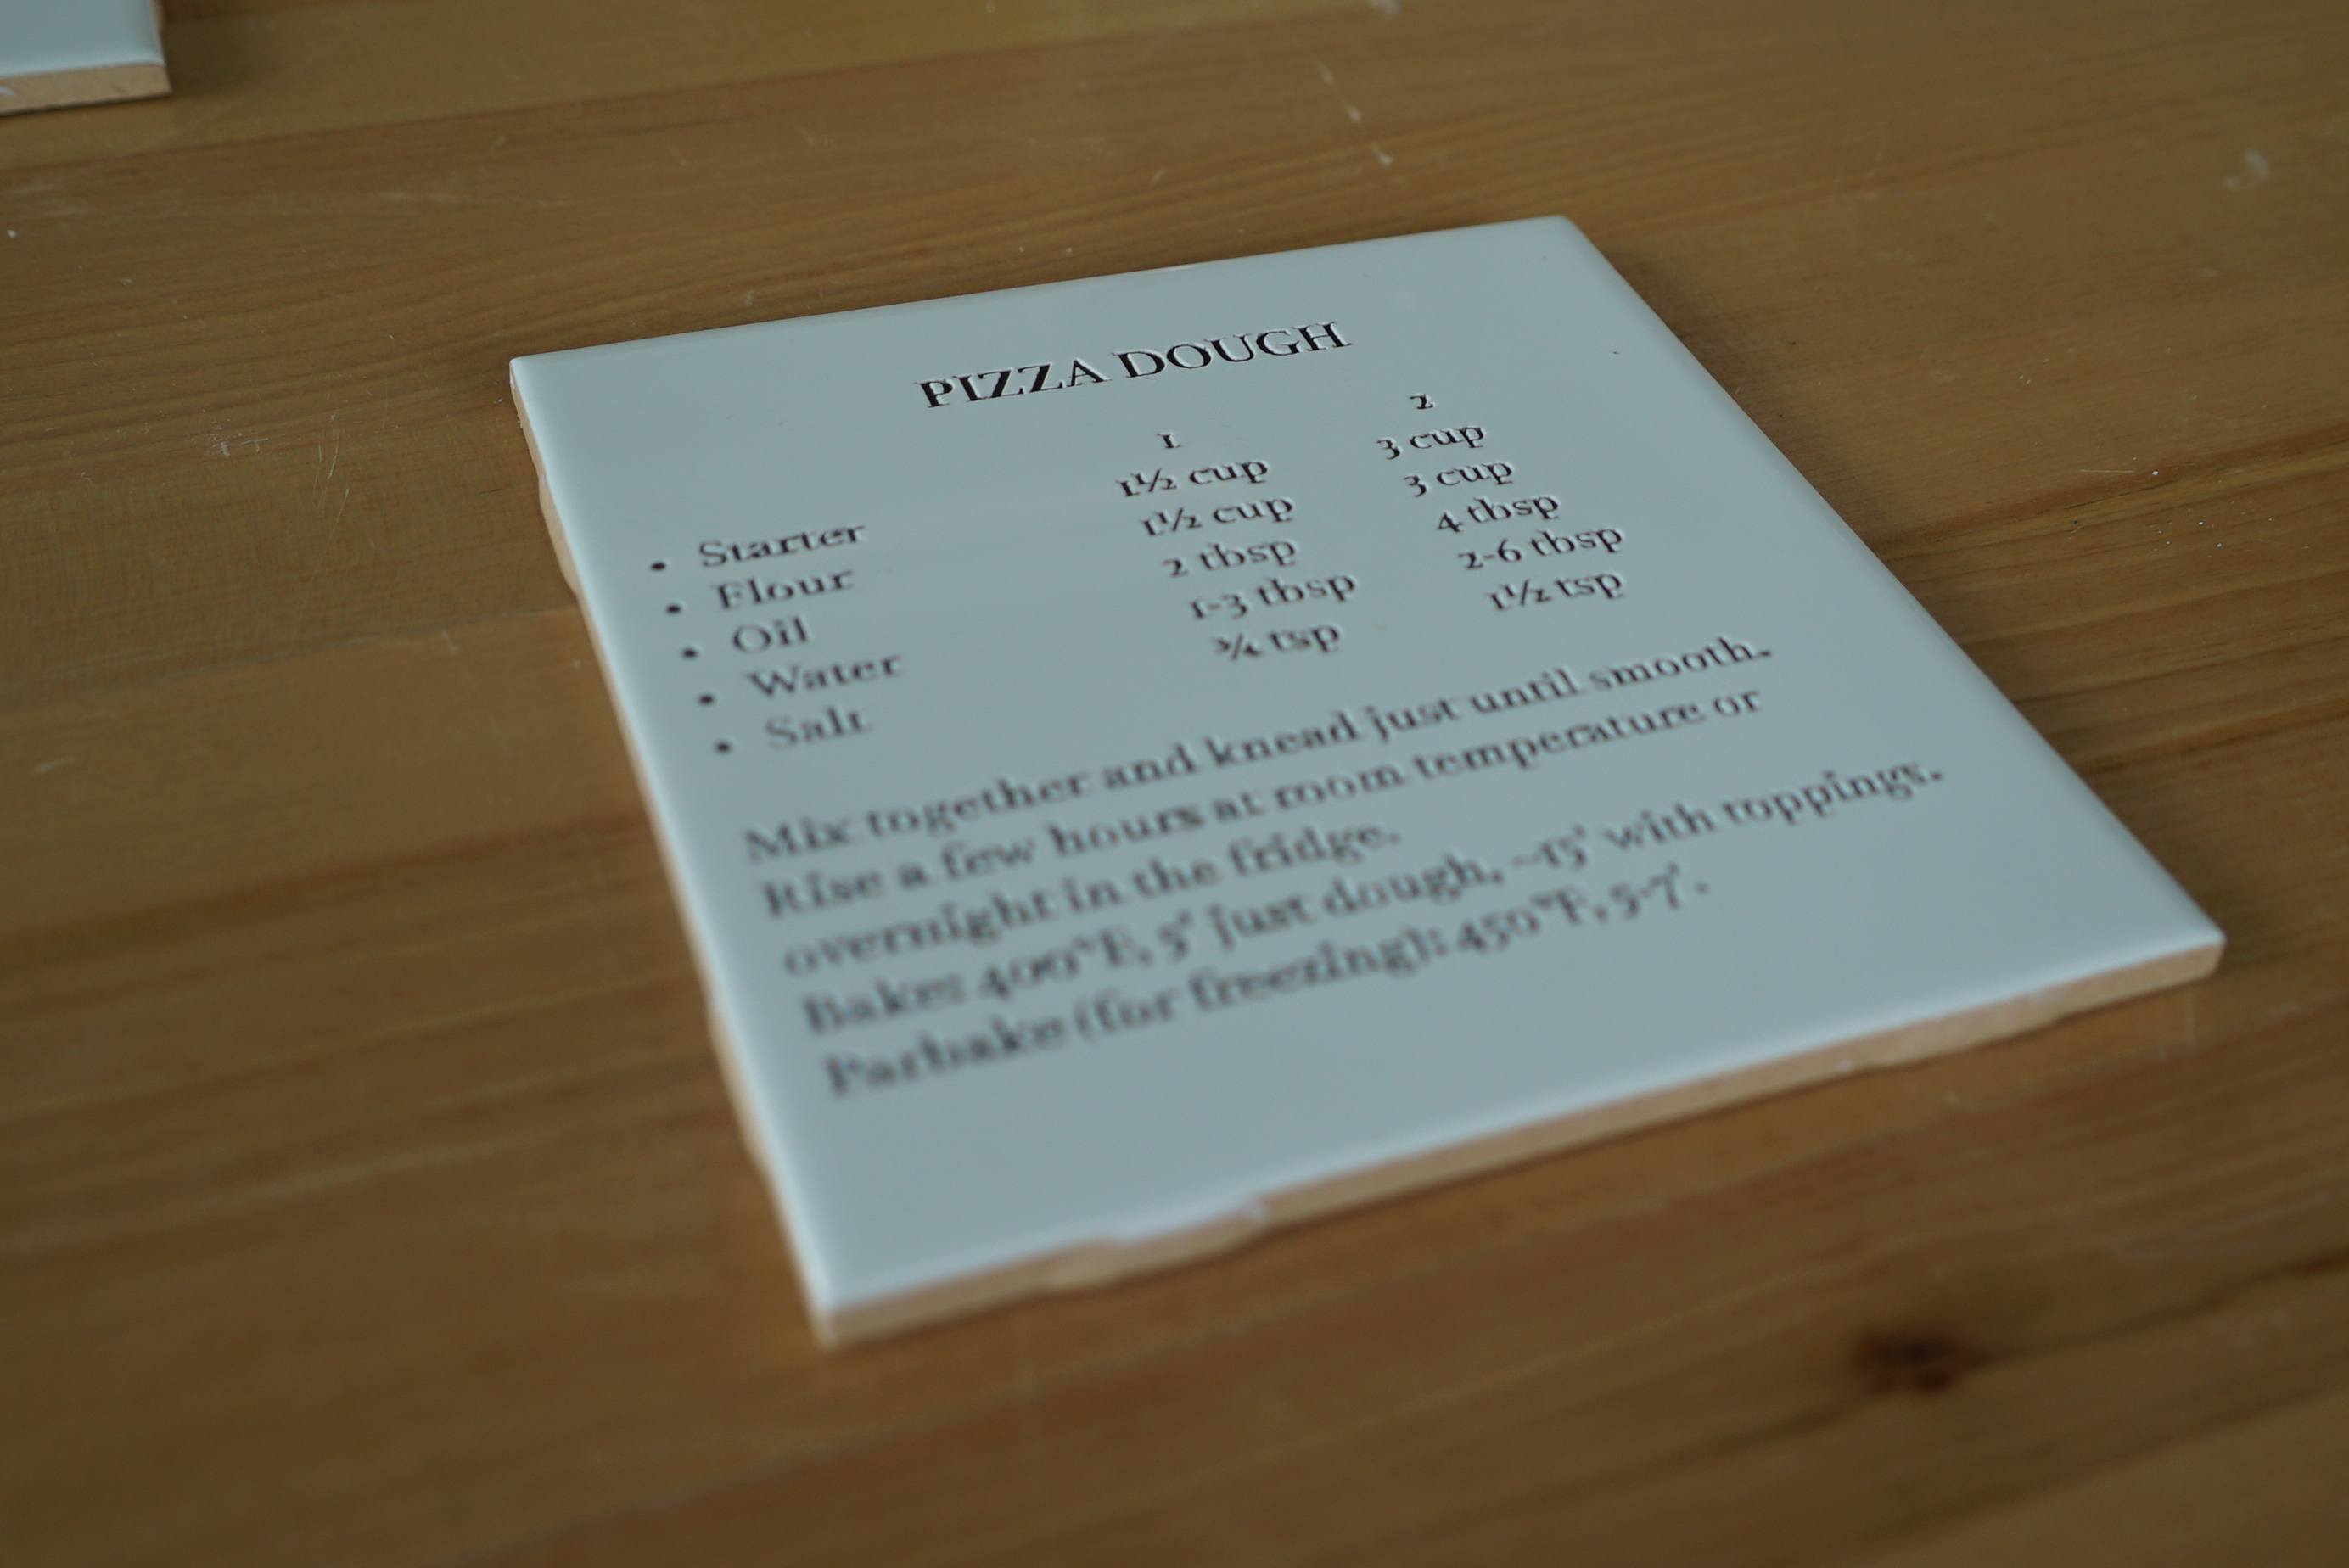 PIZZA DOUGH
1 2
• Starter 1½ cup 3 cup
• Flour 1½ cup 3 cup
• Oil 2 tbsp 4 tbsp
• Water 1-3 tbsp 2-6 tbsp
• Salt ¾ tsp 1½ tsp
Mix together and knead just until smooth.
Rise a few hours at room temperature or
overnight in the fridge.
Bake: 400°F, 5' just dough, ~15' with toppings.
Parbake (for freezing): 450°F, 5-7'.